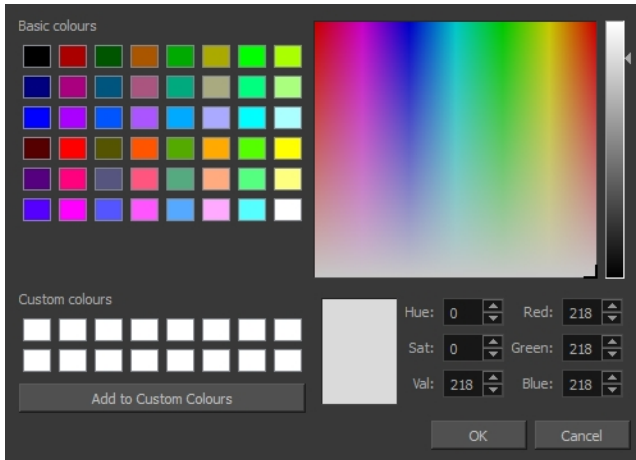 Basic colours
Custom colours
Add to Custom Colours
Hue: 0 Red: 218
Sat: 0 Green: 218
Val: 218 Blue: 218
OK Cancel